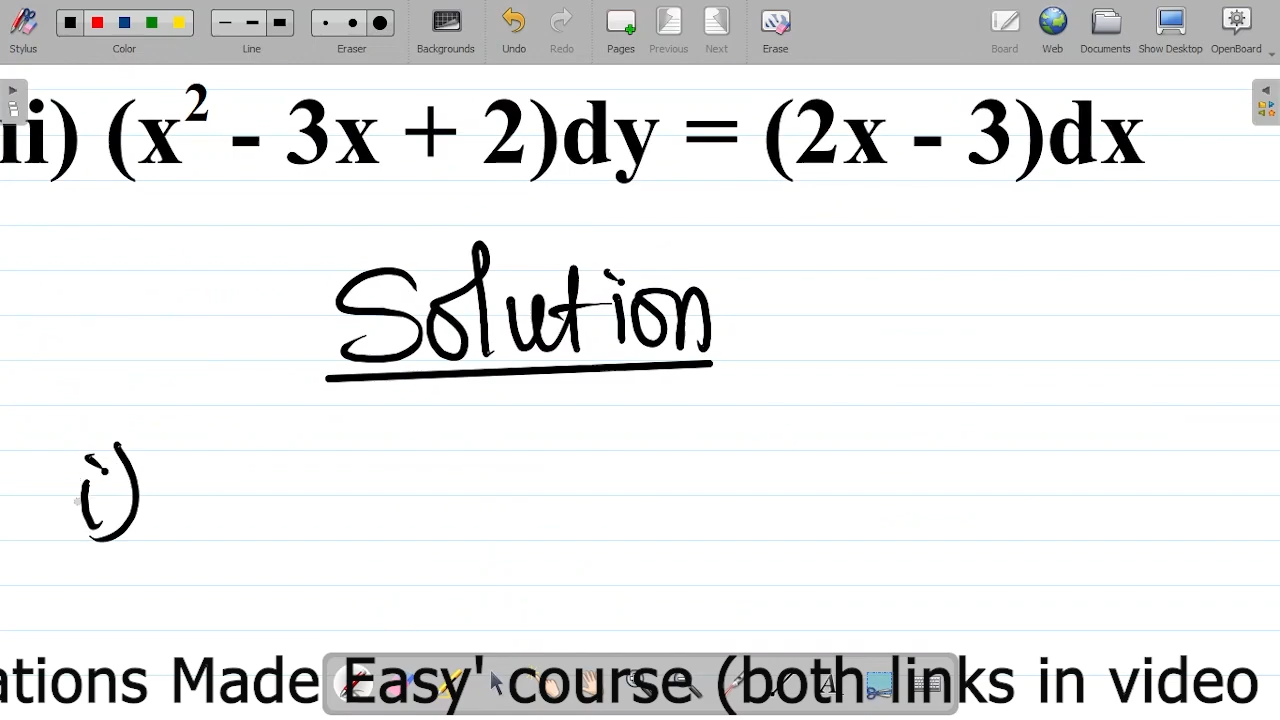 Stylus Color Line Eraser Backgrounds Undo Redo Pages Previous Next Erase Board Web Documents Show Desktop OpenBoard
ii) (x² - 3x + 2)dy = (2x - 3)dx
Solution
i)
ations Made Easy' course (both links in video